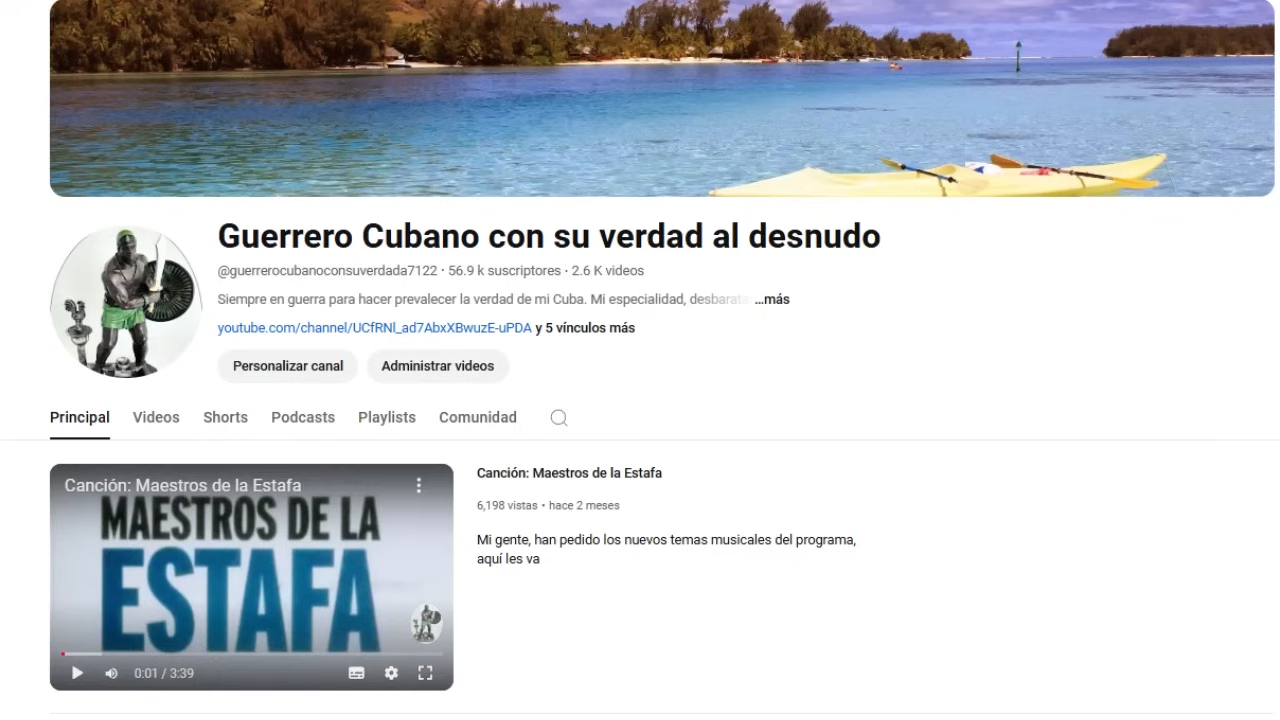 Guerrero Cubano con su verdad al desnudo
@guerrerocubanoconsuverdada7122 · 56.9 k suscriptores · 2.6 K videos
Siempre en guerra para hacer prevalecer la verdad de mi Cuba. Mi especialidad, desbarata ...más
youtube.com/channel/UCfRNl_ad7AbxXBwuzE-uPDA y 5 vínculos más
Personalizar canal Administrar videos
Principal Videos Shorts Podcasts Playlists Comunidad
Canción: Maestros de la Estafa
MAESTROS DE LA
ESTAFA
0:01 / 3:39
Canción: Maestros de la Estafa
6,198 vistas • hace 2 meses
Mi gente, han pedido los nuevos temas musicales del programa,
aquí les va